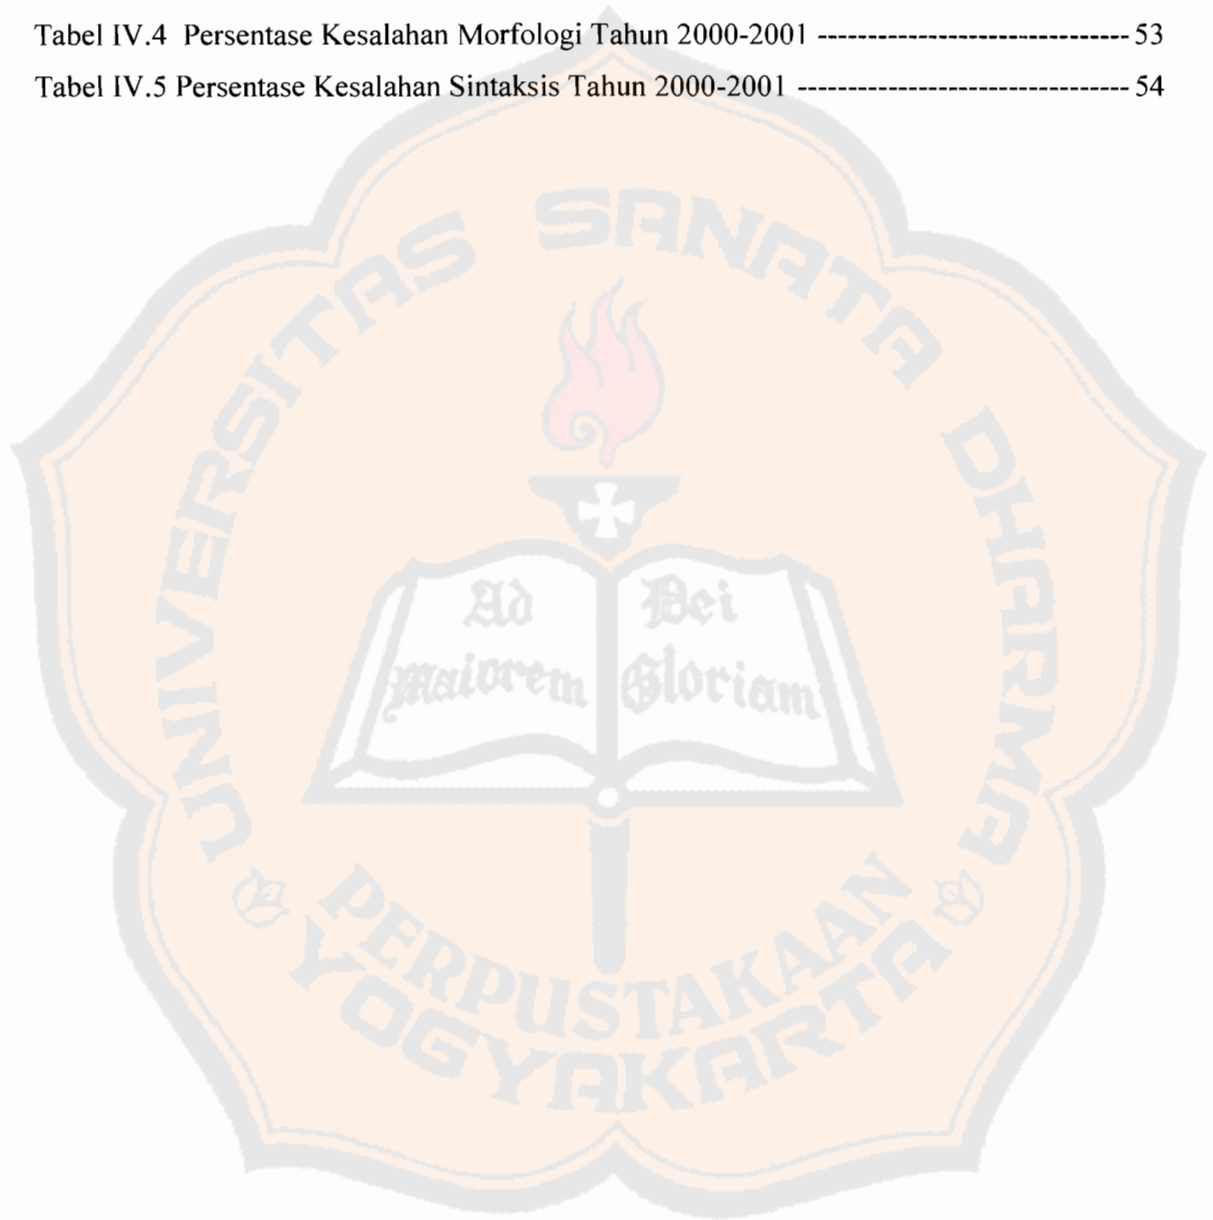 Tabel IV.4 Persentase Kesalahan Morfologi Tahun 2000-2001 ------------------------------- 53
Tabel IV.5 Persentase Kesalahan Sintaksis Tahun 2000-2001 --------------------------------- 54
UNIVERSITAS SANATA DHARMA
Ad Dei
maiorem Gloriam
PERPUSTAKAAN
YOGYAKARTA